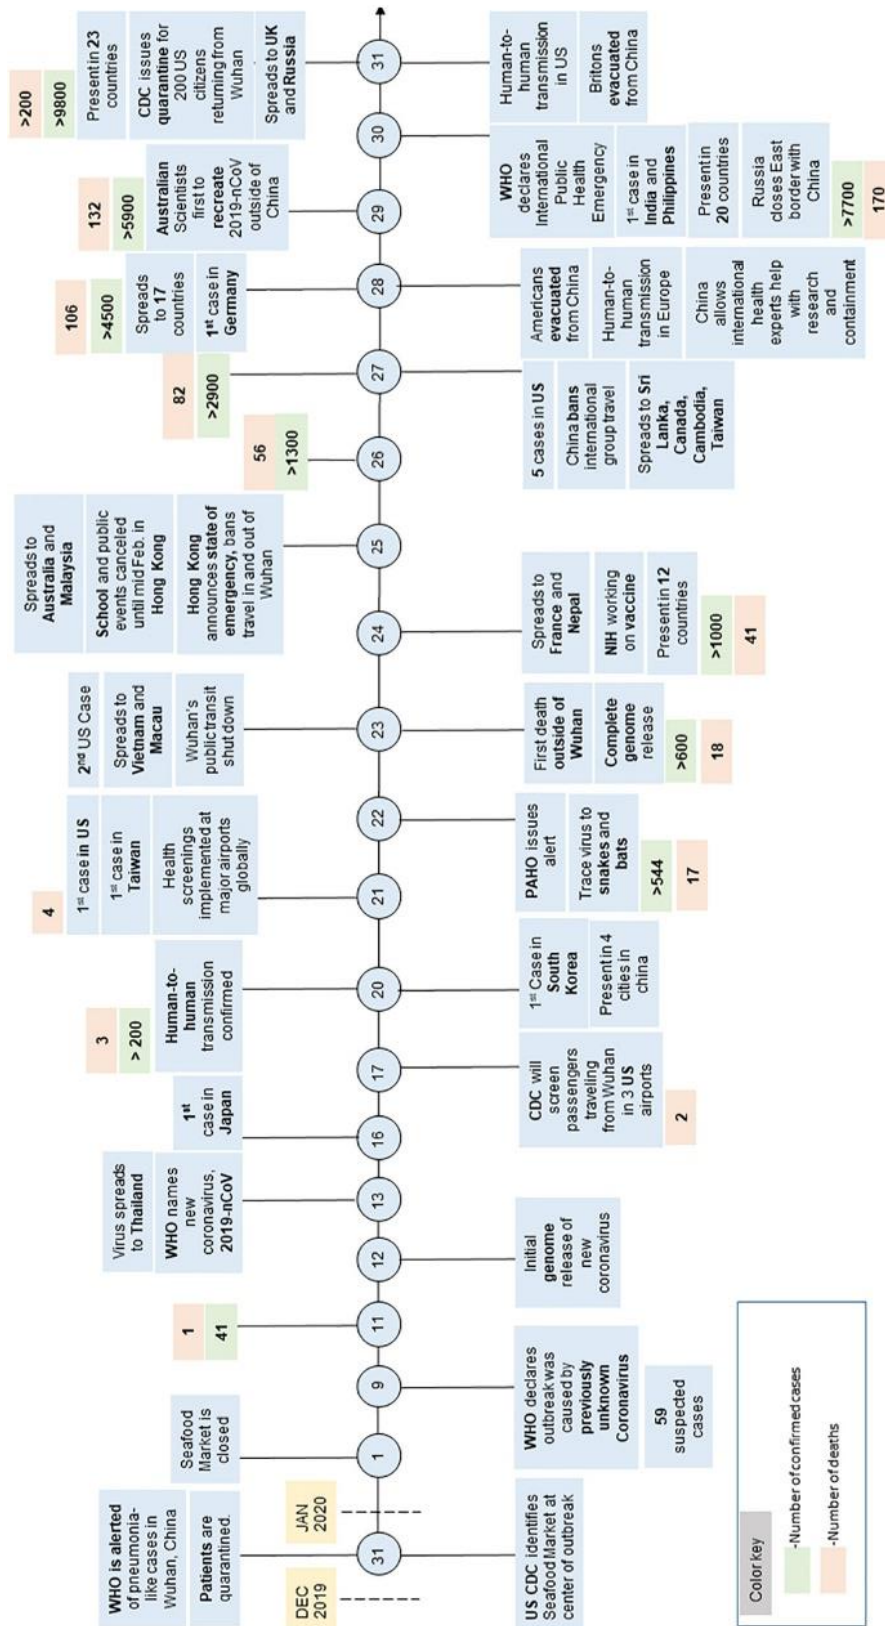 DEC
2019
JAN
2020
WHO is alerted
of pneumonia-
like cases in
Wuhan, China
Patients are
quarantined.
31
US CDC identifies
Seafood Market at
center of outbreak
Seafood
Market is
closed
1
9
WHO declares
outbreak was
caused by
previously
unknown
Coronavirus
59
suspected
cases
1
41
11
12
Initial
genome
release of
new
coronavirus
Virus spreads
to Thailand
WHO names
new
coronavirus,
2019-nCoV
13
1st
case in
Japan
16
17
CDC will
screen
passengers
traveling
from Wuhan
in 3 US
airports
2
3
> 200
Human-to-
human
transmission
confirmed
20
1st Case in
South
Korea
Present in 4
cities in
china
4
1st case in US
1st case in
Taiwan
Health
screenings
implemented at
major airports
globally
21
22
PAHO issues
alert
Trace virus to
snakes and
bats
>544
17
2nd US Case
Spreads to
Vietnam and
Macau
Wuhan's
public transit
shut down
23
First death
outside of
Wuhan
Complete
genome
release
>600
18
24
Spreads to
France and
Nepal
NIH working
on vaccine
Present in 12
countries
>1000
41
Spreads to
Australia and
Malaysia
School and public
events canceled
until mid Feb. in
Hong Kong
Hong Kong
announces state of
emergency, bans
travel in and out of
Wuhan
25
56
>1300
26
82
>2900
27
5 cases in US
China bans
international
group travel
Spreads to Sri
Lanka,
Canada,
Cambodia,
Taiwan
106
>4500
Spreads
to 17
countries
1st case in
Germany
28
Americans
evacuated
from China
Human-to-
human
transmission
in Europe
China
allows
international
health
experts help
with
research
and
containment
132
>5900
Australian
Scientists
first to
recreate
2019-nCoV
outside of
China
29
30
WHO
declares
International
Public
Health
Emergency
1st case in
India and
Philippines
Present in
20 countries
Russia
closes East
border with
China
>7700
170
>200
>9800
Present in 23
countries
CDC issues
quarantine for
200 US
citizens
returning from
Wuhan
Spreads to UK
and Russia
31
Human-to-
human
transmission
in US
Britons
evacuated
from China
Color key
-Number of confirmed cases
-Number of deaths